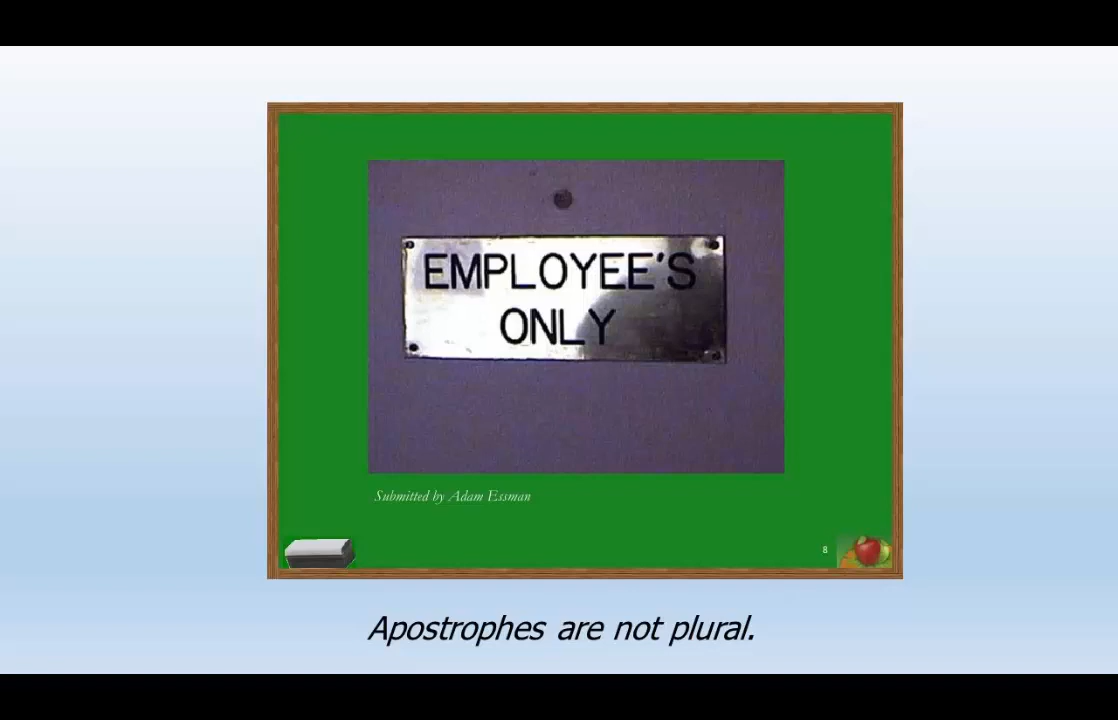 EMPLOYEE'S
ONLY
Submitted by Adam Essman
8
Apostrophes are not plural.